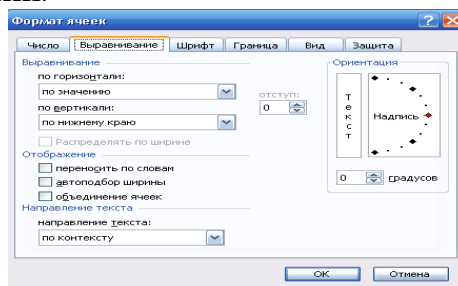 Формат ячеек
Число Выравнивание Шрифт Граница Вид Защита
Выравнивание
по горизонтали:
по значению
отступ:
0
по вертикали:
по нижнему краю
Распределять по ширине
Отображение
переносить по словам
автоподбор ширины
объединение ячеек
Направление текста
направление текста:
по контексту
Ориентация
Текст
Надпись
0 градусов
ОК Отмена